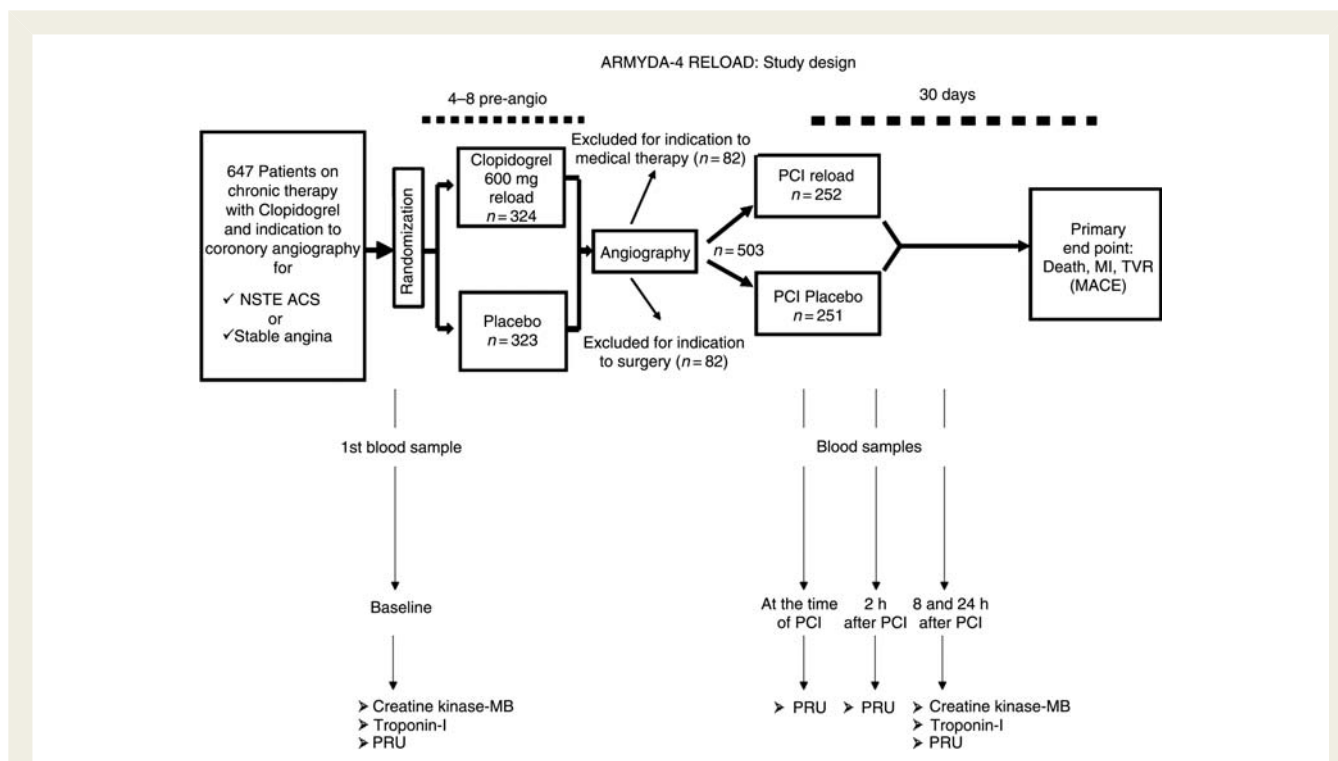 ARMYDA-4 RELOAD: Study design
4–8 pre-angio
30 days
647 Patients on
chronic therapy
with Clopidogrel
and indication to
coronory angiography
for
✓ NSTE ACS
or
✓Stable angina
Randomization
Clopidogrel
600 mg
reload
n = 324
Placebo
n = 323
Excluded for indication to
medical therapy (n = 82)
Angiography
Excluded for indication
to surgery (n = 82)
n = 503
PCI reload
n = 252
PCI Placebo
n = 251
Primary
end point:
Death, MI, TVR
(MACE)
1st blood sample
Blood samples
Baseline
At the time
of PCI
2 h
after PCI
8 and 24 h
after PCI
➢ Creatine kinase-MB
➢ Troponin-I
➢ PRU
➢ PRU
➢ PRU
➢ Creatine kinase-MB
➢ Troponin-I
➢ PRU